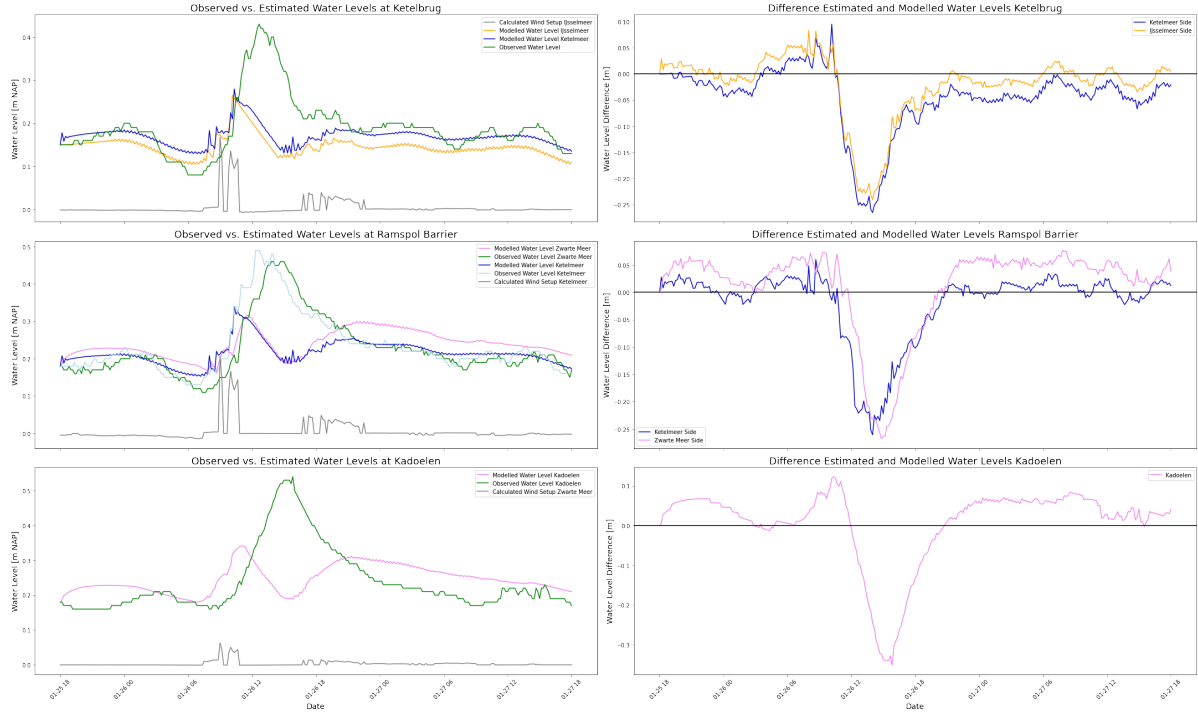 Observed vs. Estimated Water Levels at Ketelbrug
Water Level [m NAP]
0.4
0.3
0.2
0.1
0.0
Calculated Wind Setup IJsselmeer
Modelled Water Level IJsselmeer
Modelled Water Level Ketelmeer
Observed Water Level
Difference Estimated and Modelled Water Levels Ketelbrug
Water Level Difference [m]
0.10
0.05
0.00
−0.05
−0.10
−0.15
−0.20
−0.25
Ketelmeer Side
IJsselmeer Side
Observed vs. Estimated Water Levels at Ramspol Barrier
Water Level [m NAP]
0.5
0.4
0.3
0.2
0.1
0.0
Modelled Water Level Zwarte Meer
Observed Water Level Zwarte Meer
Modelled Water Level Ketelmeer
Observed Water Level Ketelmeer
Calculated Wind Setup Ketelmeer
Difference Estimated and Modelled Water Levels Ramspol Barrier
Water Level Difference [m]
0.05
0.00
−0.05
−0.10
−0.15
−0.20
−0.25
Ketelmeer Side
Zwarte Meer Side
Observed vs. Estimated Water Levels at Kadoelen
Water Level [m NAP]
0.5
0.4
0.3
0.2
0.1
0.0
Modelled Water Level Kadoelen
Observed Water Level Kadoelen
Calculated Wind Setup Zwarte Meer
01-25 18
01-26 00
01-26 06
01-26 12
01-26 18
01-27 00
01-27 06
01-27 12
01-27 18
Date
Difference Estimated and Modelled Water Levels Kadoelen
Water Level Difference [m]
0.1
0.0
−0.1
−0.2
−0.3
Kadoelen
01-25 18
01-26 00
01-26 06
01-26 12
01-26 18
01-27 00
01-27 06
01-27 12
01-27 18
Date